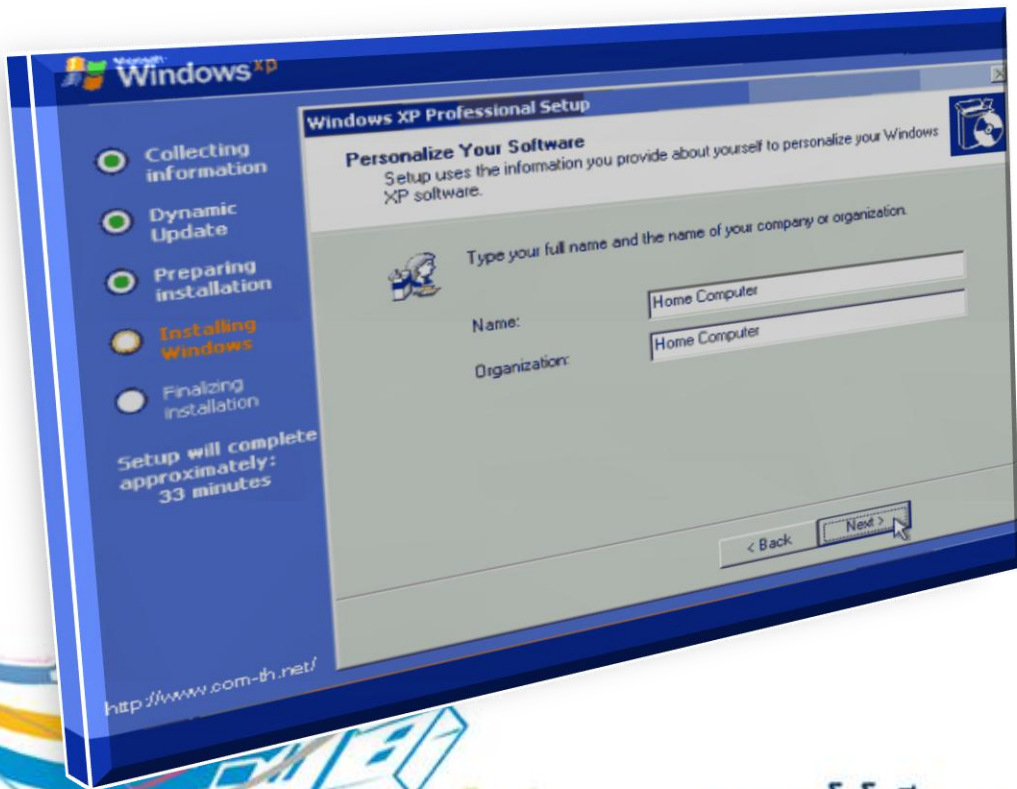 Microsoft
Windows xp
Collecting
information
Dynamic
Update
Preparing
installation
Installing
Windows
Finalizing
installation
Setup will complete
approximately:
33 minutes
http://www.com-th.net/
Windows XP Professional Setup
Personalize Your Software
Setup uses the information you provide about yourself to personalize your Windows
XP software.
Type your full name and the name of your company or organization.
Name:
Home Computer
Organization:
Home Computer
< Back
Next >